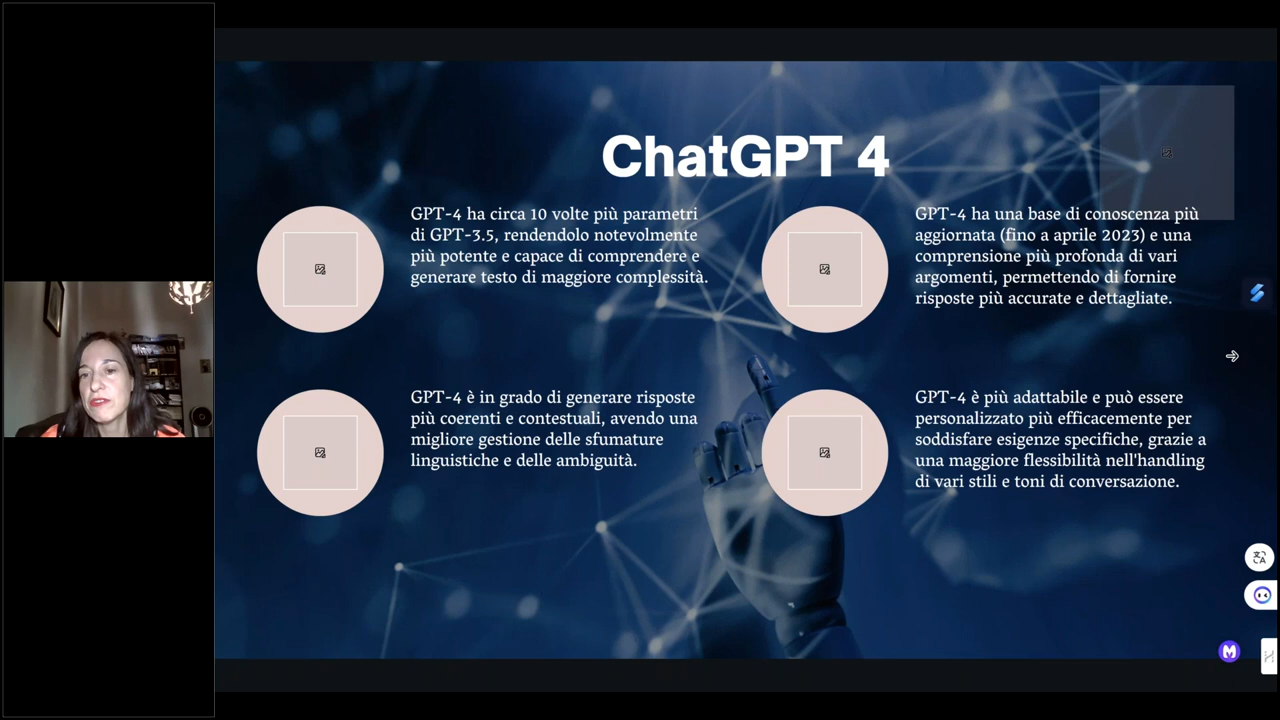 ChatGPT 4
GPT-4 ha circa 10 volte più parametri
di GPT-3.5, rendendolo notevolmente
più potente e capace di comprendere e
generare testo di maggiore complessità.
GPT-4 ha una base di conoscenza più
aggiornata (fino a aprile 2023) e una
comprensione più profonda di vari
argomenti, permettendo di fornire
risposte più accurate e dettagliate.
GPT-4 è in grado di generare risposte
più coerenti e contestuali, avendo una
migliore gestione delle sfumature
linguistiche e delle ambiguità.
GPT-4 è più adattabile e può essere
personalizzato più efficacemente per
soddisfare esigenze specifiche, grazie a
una maggiore flessibilità nell'handling
di vari stili e toni di conversazione.